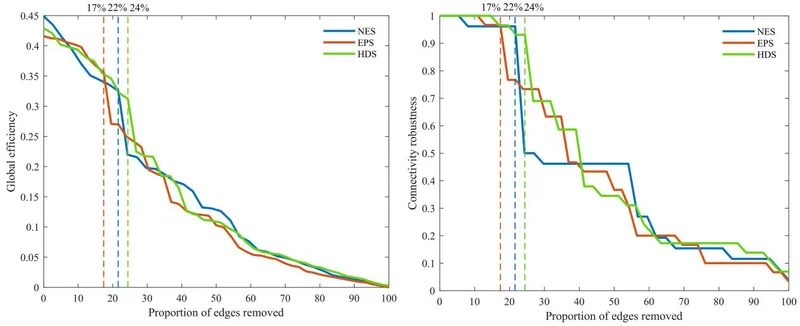 17% 22% 24%
0.45
0.4
0.35
0.3
0.25
0.2
0.15
0.1
0.05
0
Global efficiency
NES
EPS
HDS
0 10 20 30 40 50 60 70 80 90 100
Proportion of edges removed
17% 22% 24%
1
0.9
0.8
0.7
0.6
0.5
0.4
0.3
0.2
0.1
0
Connectivity robustness
NES
EPS
HDS
0 10 20 30 40 50 60 70 80 90 100
Proportion of edges removed